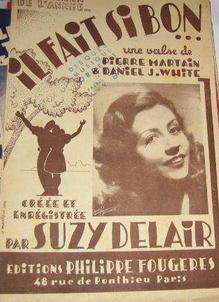 DE L'ANNÉE...
IL FAIT SI BON...
une valse de
PIERRE MARTAIN
& DANIEL J. WHITE
CRÉÉE ET
ENRÉGISTRÉE
PAR SUZY DELAIR
EDITIONS PHILIPPE FOUGERES
48 rue de Ponthieu Paris